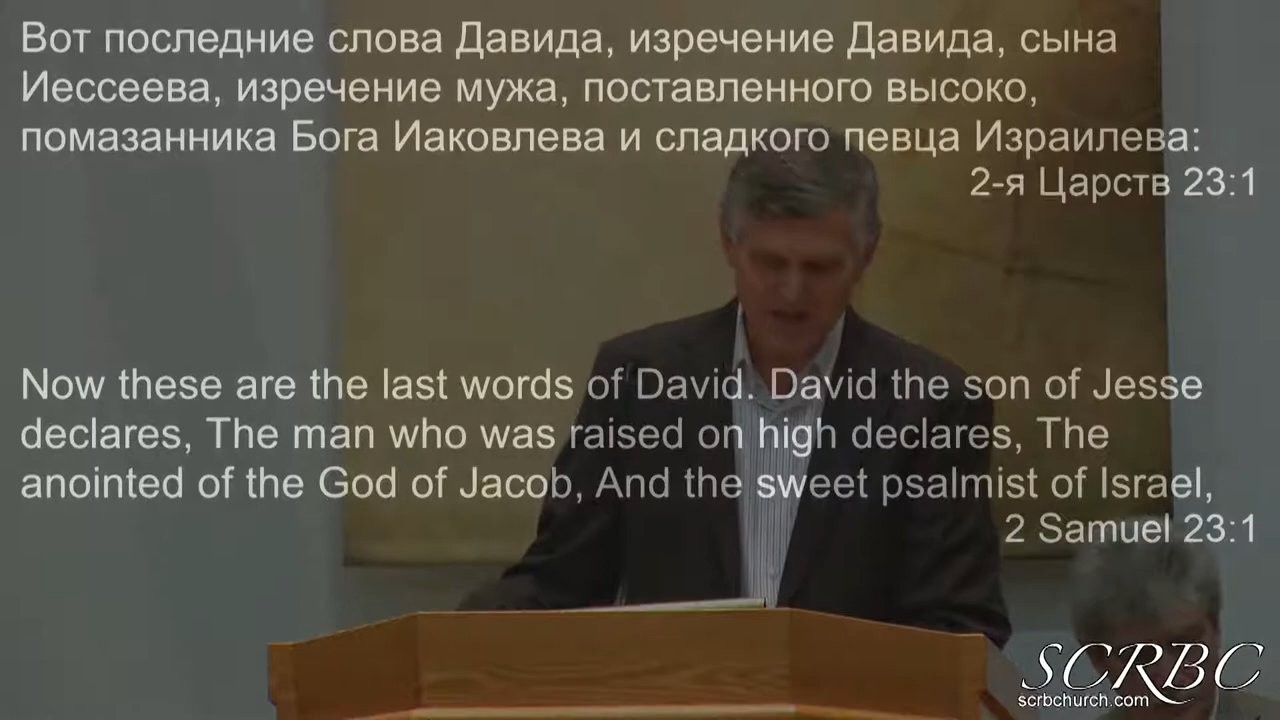 Вот последние слова Давида, изречение Давида, сына
Иессеева, изречение мужа, поставленного высоко,
помазанника Бога Иаковлева и сладкого певца Израилева:
2-я Царств 23:1
Now these are the last words of David. David the son of Jesse
declares, The man who was raised on high declares, The
anointed of the God of Jacob, And the sweet psalmist of Israel,
2 Samuel 23:1
SCRBC
scrbchurch.com